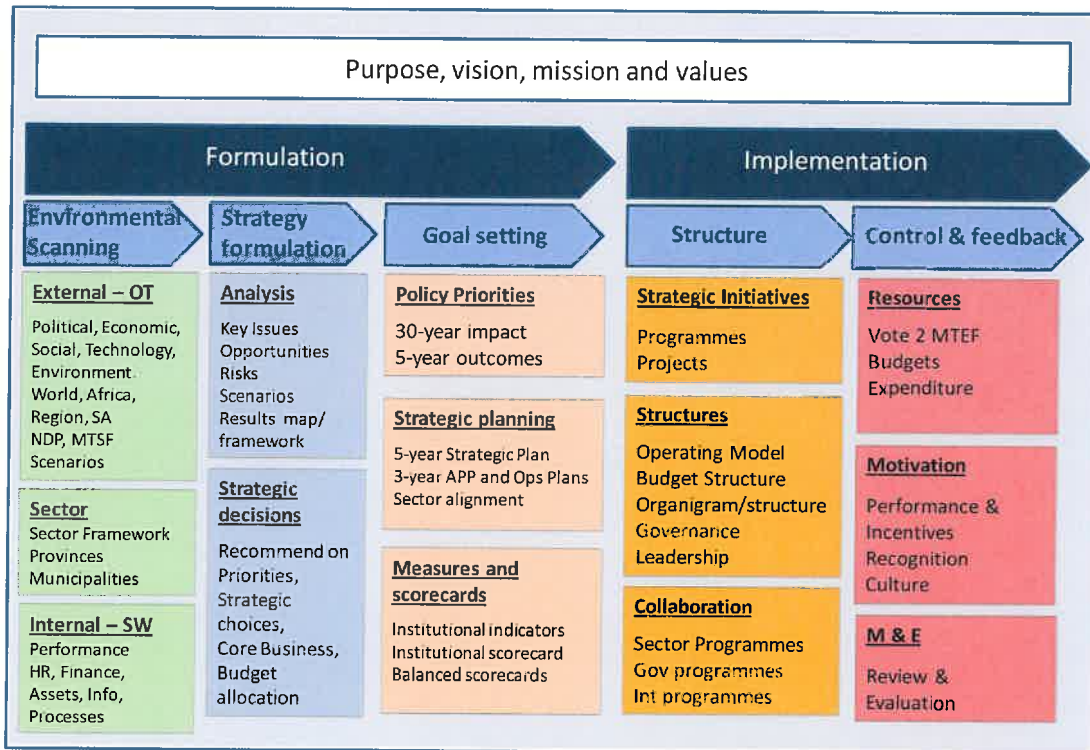 Purpose, vision, mission and values
Formulation
Implementation
Environmental
Scanning
Strategy
formulation
Goal setting
Structure
Control & feedback
External – OT
Political, Economic,
Social, Technology,
Environment
World, Africa,
Region, SA
NDP, MTSF
Scenarios
Sector
Sector Framework
Provinces
Municipalities
Internal – SW
Performance
HR, Finance,
Assets, Info,
Processes
Analysis
Key Issues
Opportunities
Risks
Scenarios
Results map/
framework
Strategic
decisions
Recommend on
Priorities,
Strategic
choices,
Core Business,
Budget
allocation
Policy Priorities
30-year impact
5-year outcomes
Strategic planning
5-year Strategic Plan
3-year APP and Ops Plans
Sector alignment
Measures and
scorecards
Institutional indicators
Institutional scorecard
Balanced scorecards
Strategic Initiatives
Programmes
Projects
Structures
Operating Model
Budget Structure
Organigram/structure
Governance
Leadership
Collaboration
Sector Programmes
Gov programmes
Int programmes
Resources
Vote 2 MTEF
Budgets
Expenditure
Motivation
Performance &
Incentives
Recognition
Culture
M & E
Review &
Evaluation